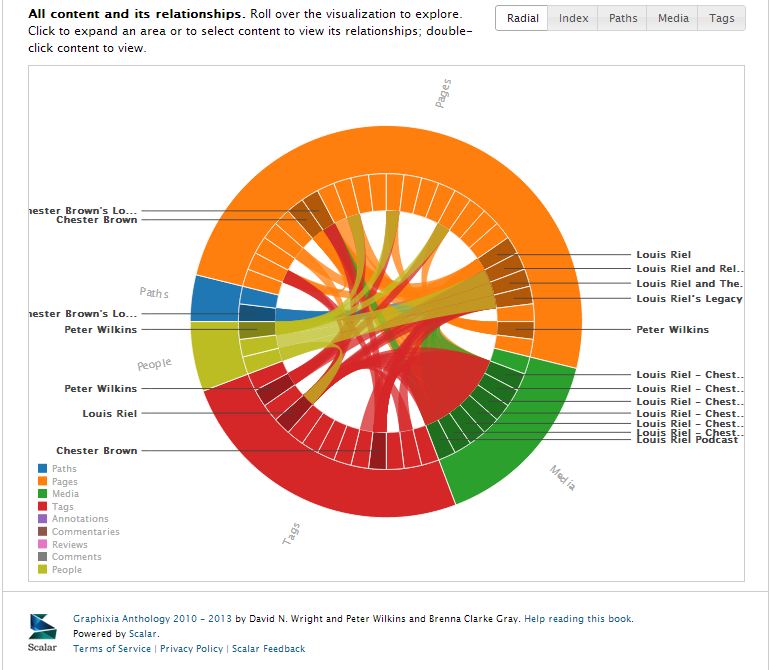 All content and its relationships. Roll over the visualization to explore.
Click to expand an area or to select content to view its relationships; double-
click content to view.
Radial Index Paths Media Tags
Pages
hester Brown's Lo...
Chester Brown
Louis Riel
Louis Riel and Rel..
Louis Riel and The.
Louis Riel's Legacy
Paths
hester Brown's Lo...
Peter Wilkins
Peter Wilkins
People
Peter Wilkins
Louis Riel
Chester Brown
Louis Riel – Chest..
Louis Riel – Chest..
Louis Riel – Chest..
Louis Riel – Chest..
Louis Riel – Chest..
Louis Riel – Chest..
Louis Riel Podcast
Media
Tags
Paths
Pages
Media
Tags
Annotations
Commentaries
Reviews
Comments
People
Scalar
Graphixia Anthology 2010 – 2013 by David N. Wright and Peter Wilkins and Brenna Clarke Gray. Help reading this book.
Powered by Scalar.
Terms of Service | Privacy Policy | Scalar Feedback